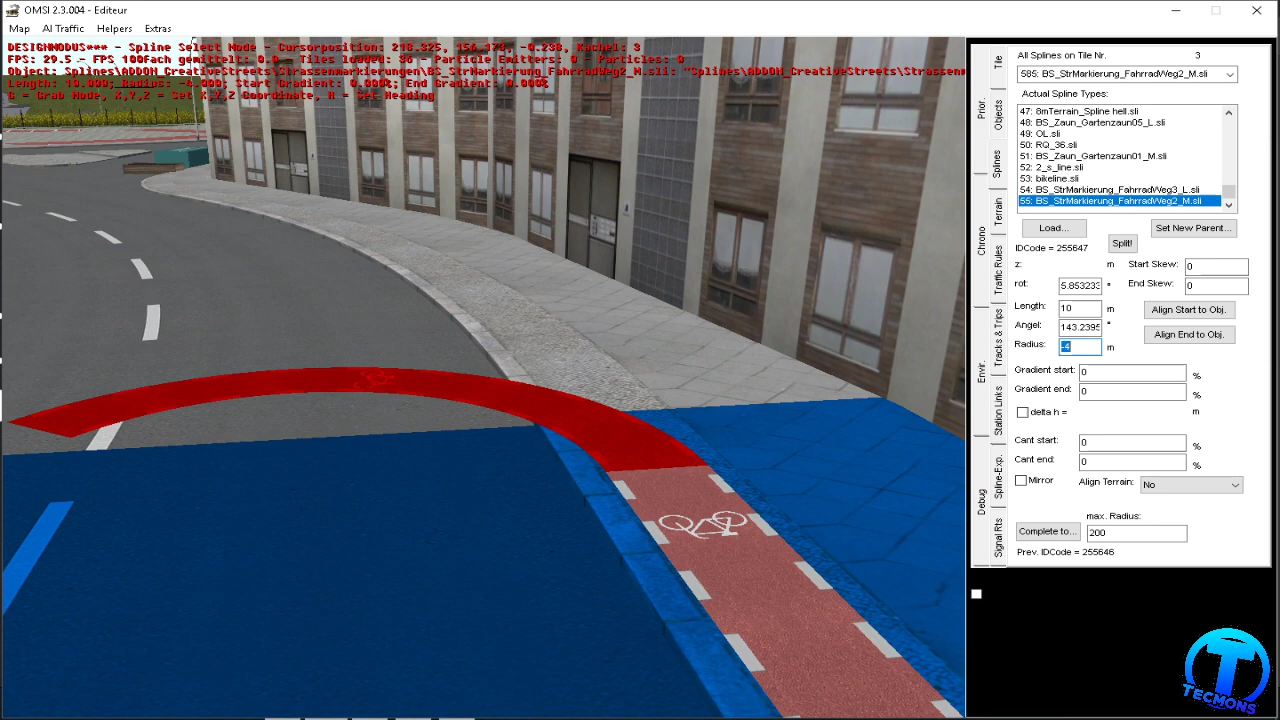 OMSI 2.3.004 - Editeur
Map AI Traffic Helpers Extras
DESIGNMODUS*** - Spline Select Mode - Cursorposition: 218.325, 156.173, -0.238, Kachel: 3
FPS: 29.5 - FPS 100fach gemittelt: 0.0 - Tiles loaded: 36 - Particle Emitters: 0 - Particles: 0
Object: Splines\ADDON_CreativeStreets\Strassenmarkierungen\BS_StrMarkierung_FahrradWeg2_M.sli: "Splines\ADDON_CreativeStreets\Strassenm
Length: 10.000; Radius: -4.000; Start Gradient: 0.000%; End Gradient: 0.000%
G = Grab Mode, X,Y,Z = Set X,Y,Z Coordinate, H = Set Heading
All Splines on Tile Nr. 3
585: BS_StrMarkierung_FahrradWeg2_M.sli
Actual Spline Types:
47: 8mTerrain_Spline hell.sli
48: BS_Zaun_Gartenzaun05_L.sli
49: OL.sli
50: RQ_36.sli
51: BS_Zaun_Gartenzaun01_M.sli
52: 2_s_line.sli
53: bikeline.sli
54: BS_StrMarkierung_FahrradWeg3_L.sli
55: BS_StrMarkierung_FahrradWeg2_M.sli
Load... Set New Parent...
IDCode = 255647 Split!
z: m Start Skew: 0
rot: 5.853233 ° End Skew: 0
Length: 10 m Align Start to Obj.
Angel: 143.2395 °
Align End to Obj.
Radius: -4 m
Gradient start: 0 %
Gradient end: 0 %
delta h = m
Cant start: 0 %
Cant end: 0 %
Mirror Align Terrain: No
max. Radius:
Complete to... 200
Prev. IDCode = 255646
Tile
Objects
Splines
Terrain
Traffic Rules
Tracks & Trips
Station Links
Spline-Exp.
Signal Rts
Prior.
Chrono
Envir.
Debug
TECMONS